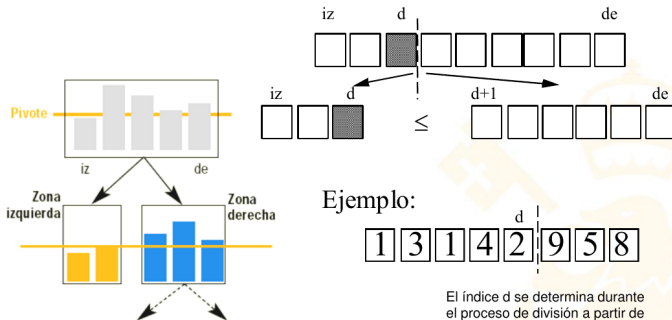 iz d de
iz d ≤ d+1 de
Pivote
iz de
Zona izquierda
Zona derecha
Ejemplo:
d
1 3 1 4 2 9 5 8
El índice d se determina durante
el proceso de división a partir de